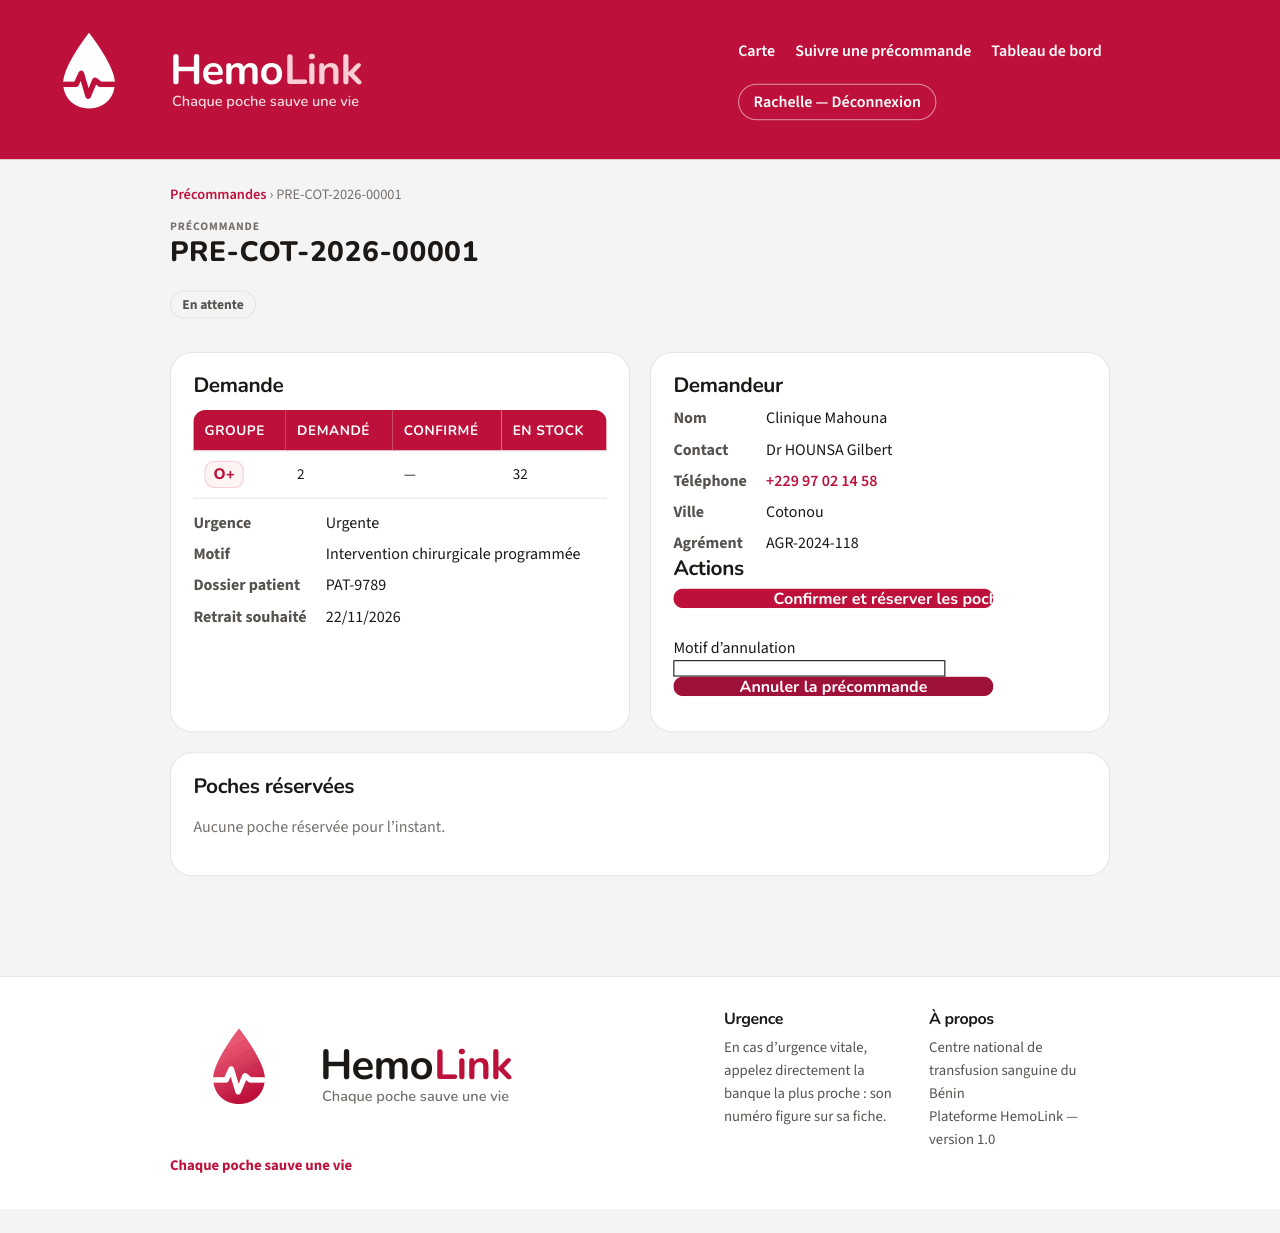 HemoLink
Chaque poche sauve une vie
Carte Suivre une précommande Tableau de bord
Rachelle — Déconnexion
Précommandes › PRE-COT-2026-00001
PRÉCOMMANDE
PRE-COT-2026-00001
En attente
Demande
GROUPE DEMANDÉ CONFIRMÉ EN STOCK
O+ 2 — 32
Urgence Urgente
Motif Intervention chirurgicale programmée
Dossier patient PAT-9789
Retrait souhaité 22/11/2026
Demandeur
Nom Clinique Mahouna
Contact Dr HOUNSA Gilbert
Téléphone +229 97 02 14 58
Ville Cotonou
Agrément AGR-2024-118
Actions
Confirmer et réserver les poch
Motif d’annulation
Annuler la précommande
Poches réservées
Aucune poche réservée pour l’instant.
HemoLink
Chaque poche sauve une vie
Chaque poche sauve une vie
Urgence
En cas d’urgence vitale,
appelez directement la
banque la plus proche : son
numéro figure sur sa fiche.
À propos
Centre national de
transfusion sanguine du
Bénin
Plateforme HemoLink —
version 1.0